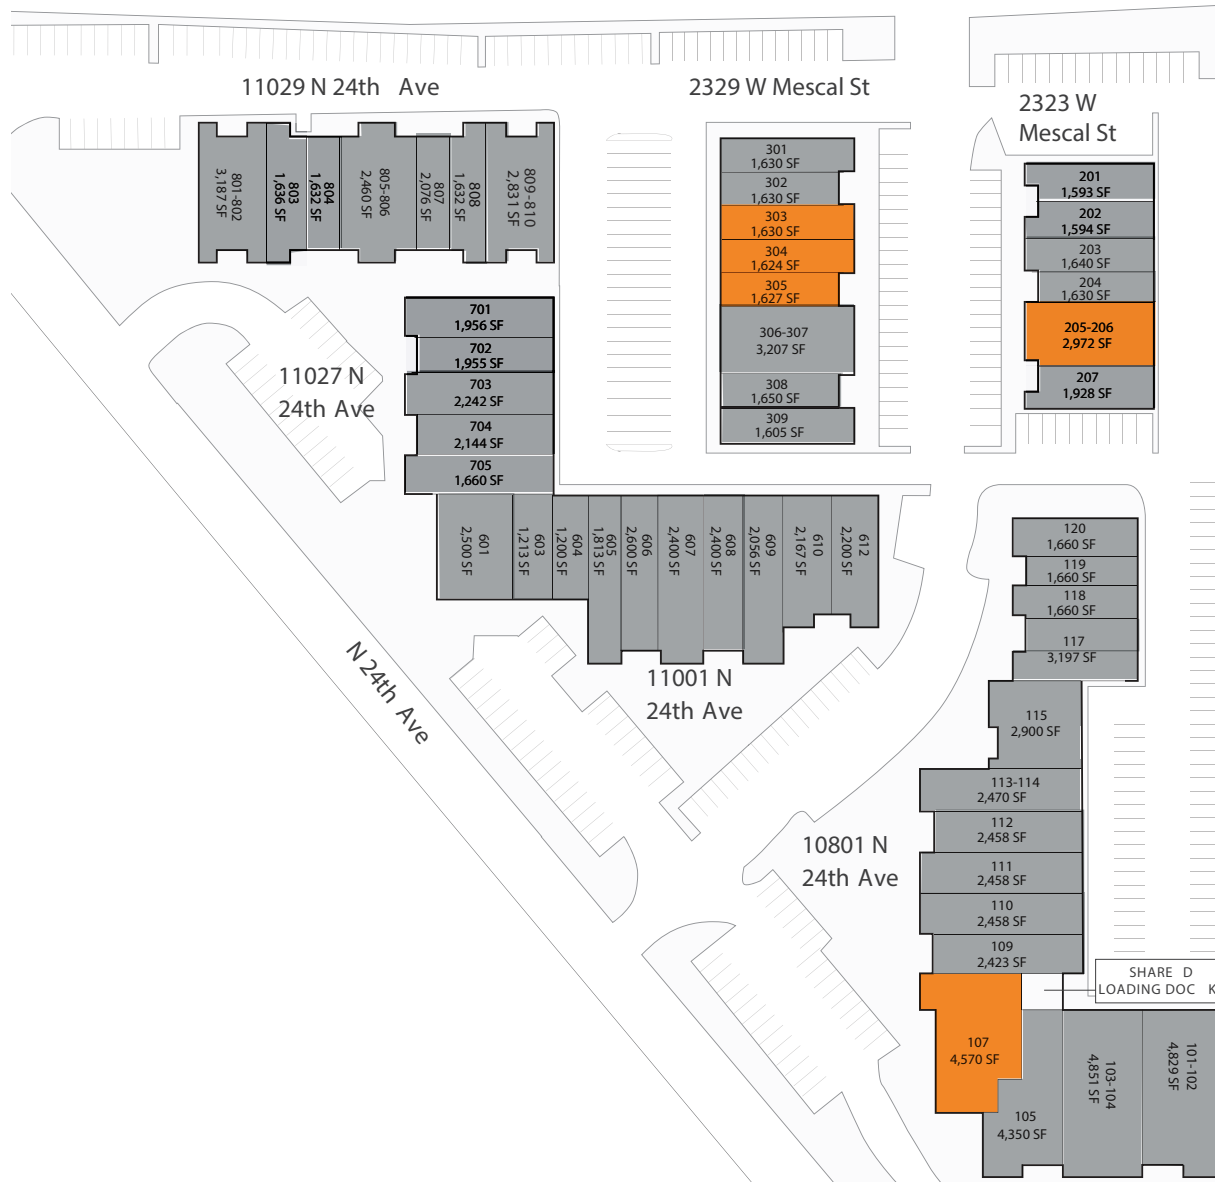 11029 N 24th Ave
2329 W Mescal St
2323 W
Mescal St
801-802
3,187 SF
803
1,636 SF
804
1,632 SF
805-806
2,460 SF
807
2,076 SF
808
1,632 SF
809-810
2,831 SF
301
1,630 SF
302
1,630 SF
303
1,630 SF
304
1,624 SF
305
1,627 SF
306-307
3,207 SF
308
1,650 SF
309
1,605 SF
201
1,593 SF
202
1,594 SF
203
1,640 SF
204
1,630 SF
205-206
2,972 SF
207
1,928 SF
11027 N
24th Ave
701
1,956 SF
702
1,955 SF
703
2,242 SF
704
2,144 SF
705
1,660 SF
601
2,500 SF
603
1,213 SF
604
1,200 SF
605
1,813 SF
606
2,600 SF
607
2,400 SF
608
2,400 SF
609
2,056 SF
610
2,167 SF
612
2,200 SF
11001 N
24th Ave
N 24th Ave
120
1,660 SF
119
1,660 SF
118
1,660 SF
117
3,197 SF
115
2,900 SF
113-114
2,470 SF
112
2,458 SF
111
2,458 SF
110
2,458 SF
109
2,423 SF
10801 N
24th Ave
SHARE D
LOADING DOC K
107
4,570 SF
105
4,350 SF
103-104
4,851 SF
101-102
4,829 SF